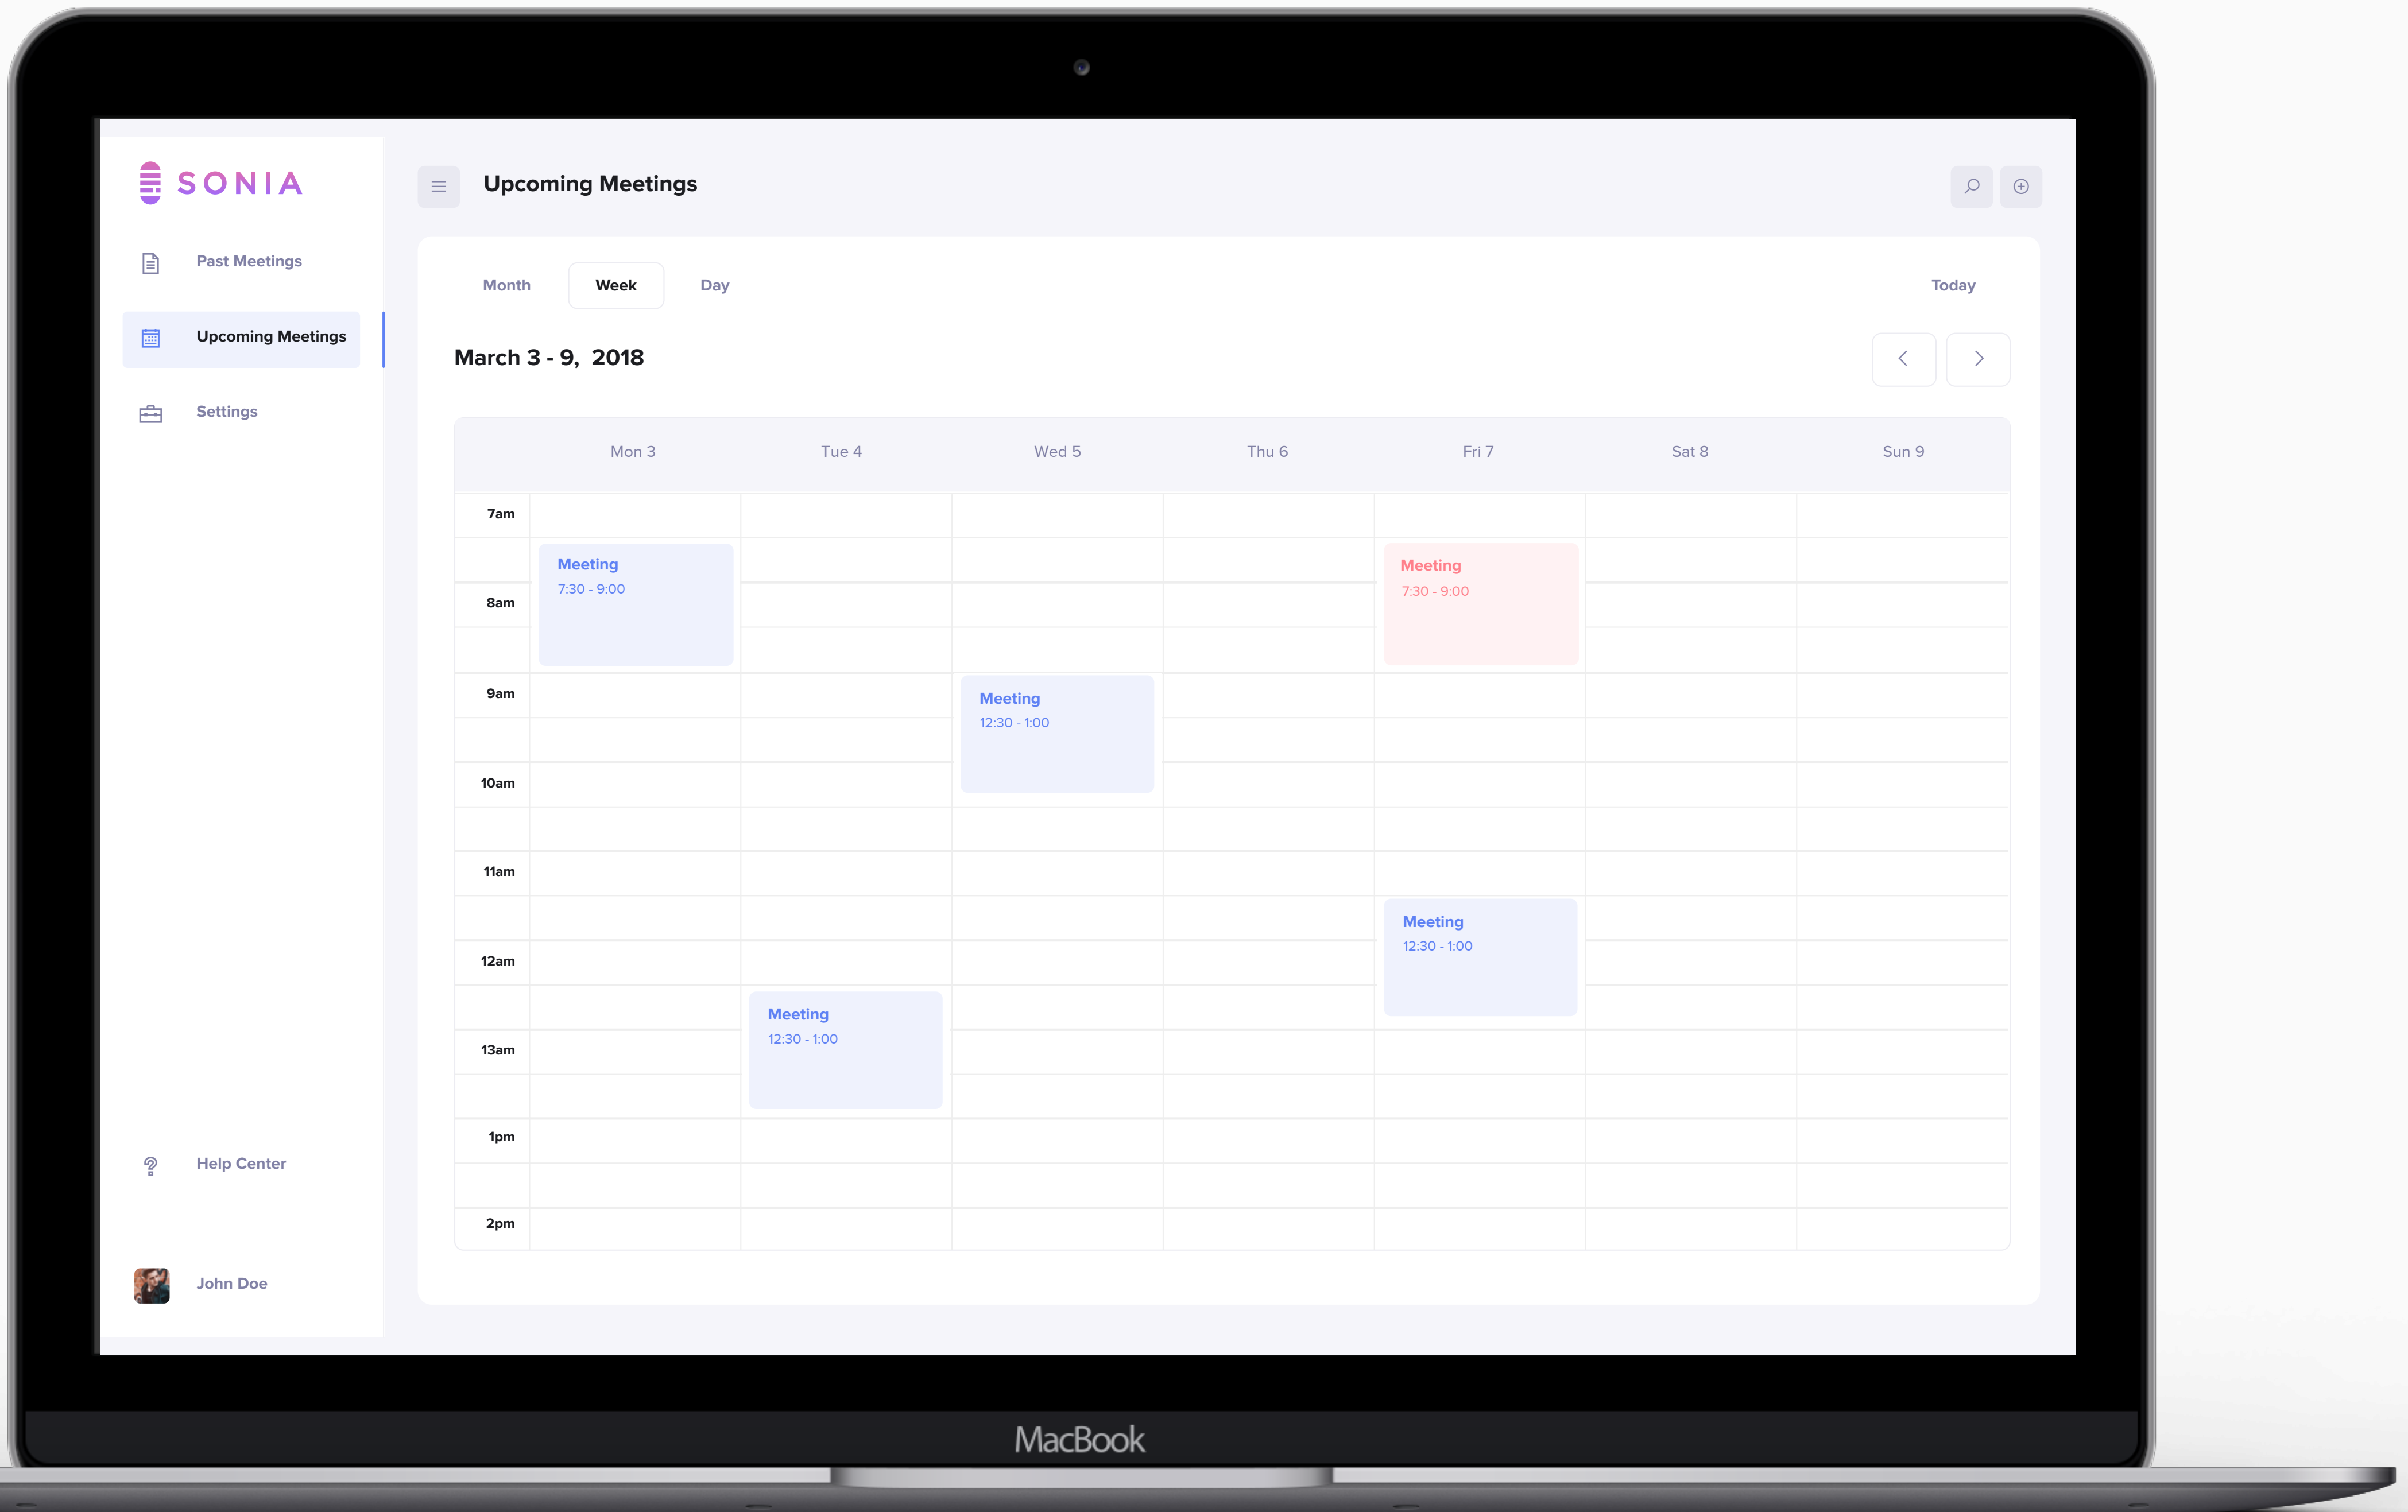 SONIA
Past Meetings
Upcoming Meetings
Settings
Help Center
John Doe
Upcoming Meetings
Month Week Day Today
March 3 - 9, 2018
Mon 3 Tue 4 Wed 5 Thu 6 Fri 7 Sat 8 Sun 9
7am
Meeting
7:30 - 9:00
Meeting
7:30 - 9:00
8am
9am
Meeting
12:30 - 1:00
10am
11am
Meeting
12:30 - 1:00
12am
Meeting
12:30 - 1:00
13am
1pm
2pm
MacBook